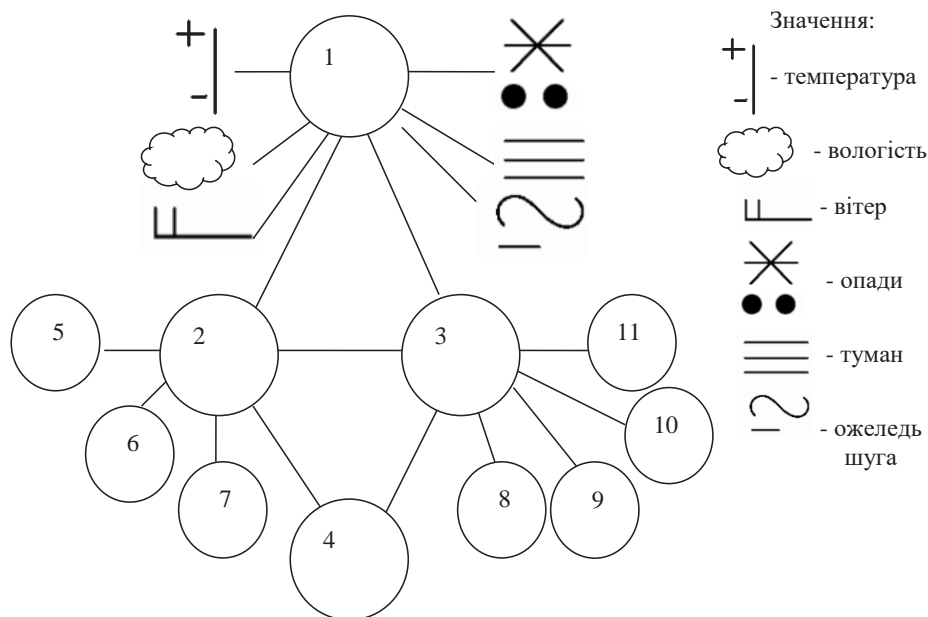 1
2
3
4
5
6
7
8
9
10
11
Значення:
- температура
- вологість
- вітер
- опади
- туман
- ожеледь
шуга